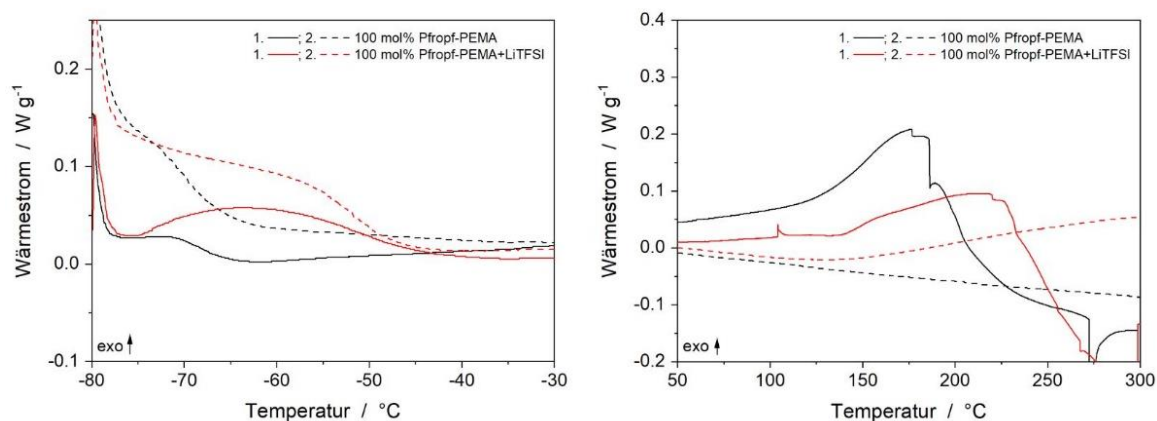 1. ; 2. 100 mol% Pfropf-PEMA
1. ; 2. 100 mol% Pfropf-PEMA+LiTFSI
Wärmestrom / W g-1
0.2
0.1
0.0
-0.1
exo
-80 -70 -60 -50 -40 -30
Temperatur / °C
1. ; 2. 100 mol% Pfropf-PEMA
1. ; 2. 100 mol% Pfropf-PEMA+LiTFSI
Wärmestrom / W g-1
0.4
0.3
0.2
0.1
0.0
-0.1
-0.2
exo
50 100 150 200 250 300
Temperatur / °C